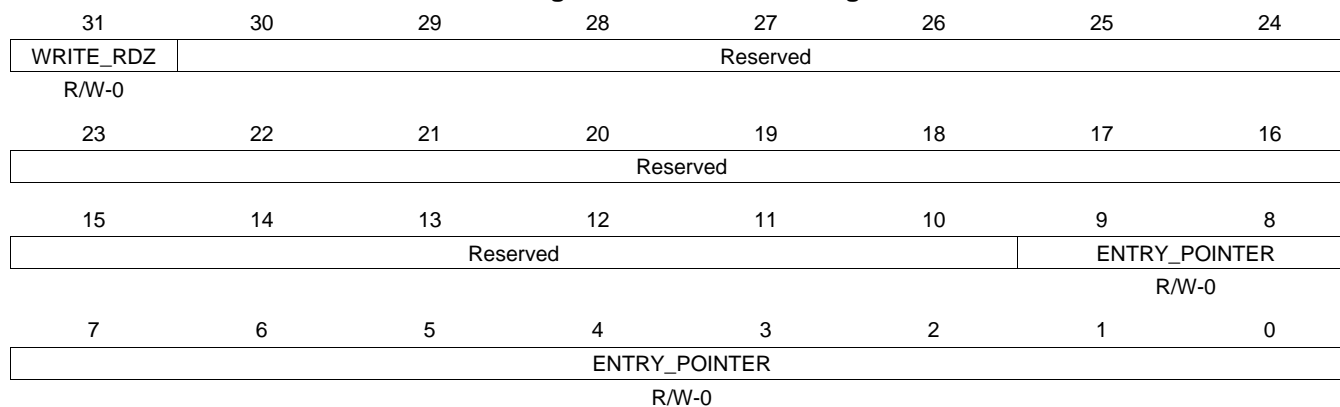 31 30 29 28 27 26 25 24
WRITE_RDZ Reserved
R/W-0
23 22 21 20 19 18 17 16
Reserved
15 14 13 12 11 10 9 8
Reserved ENTRY_POINTER
R/W-0
7 6 5 4 3 2 1 0
ENTRY_POINTER
R/W-0